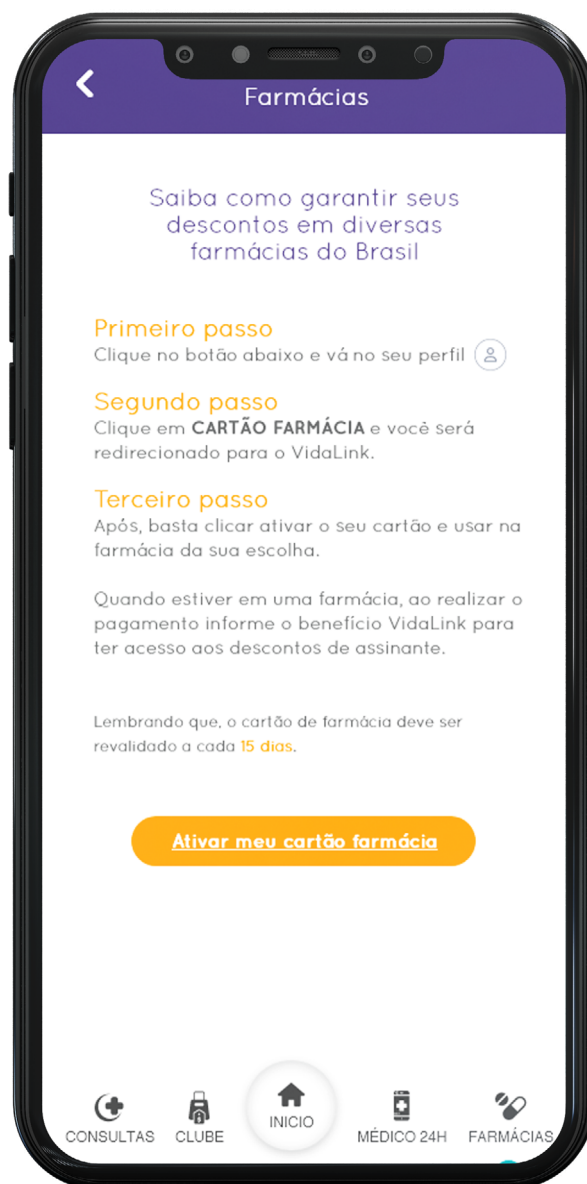 Farmácias
Saiba como garantir seus
descontos em diversas
farmácias do Brasil
Primeiro passo
Clique no botão abaixo e vá no seu perfil
Segundo passo
Clique em CARTÃO FARMÁCIA e você será
redirecionado para o VidaLink.
Terceiro passo
Após, basta clicar ativar o seu cartão e usar na
farmácia da sua escolha.
Quando estiver em uma farmácia, ao realizar o
pagamento informe o benefício VidaLink para
ter acesso aos descontos de assinante.
Lembrando que, o cartão de farmácia deve ser
revalidado a cada 15 dias.
Ativar meu cartão farmácia
CONSULTAS CLUBE INICIO MÉDICO 24H FARMÁCIAS